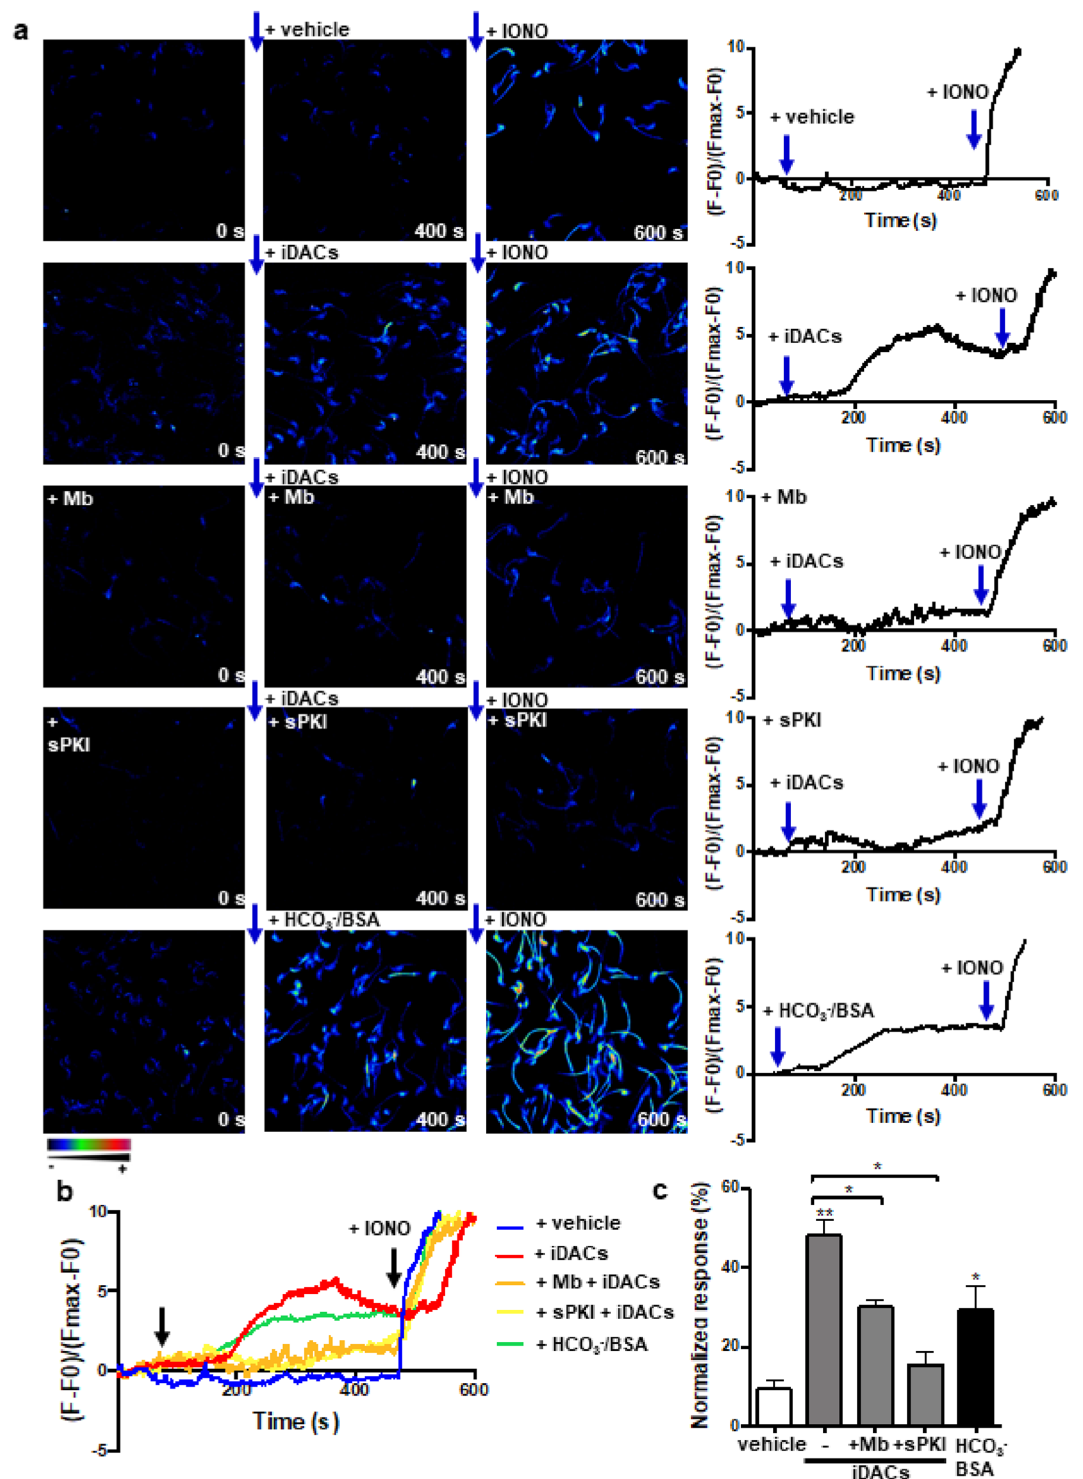 a
+ vehicle
+ IONO
0 s
400 s
600 s
(F-F0)/(Fmax-F0)
10
5
0
-5
+ vehicle
+ IONO
200
400
600
Time (s)
+ iDACs
+ IONO
0 s
400 s
600 s
(F-F0)/(Fmax-F0)
10
5
0
-5
+ iDACs
+ IONO
200
400
600
Time (s)
+ iDACs
+ IONO
+ Mb
+ Mb
+ Mb
0 s
400 s
600 s
(F-F0)/(Fmax-F0)
10
5
0
-5
+ Mb
+ iDACs
+ IONO
200
400
600
Time (s)
+ iDACs
+ IONO
+
sPKI
+ sPKI
+ sPKI
0 s
400 s
600 s
(F-F0)/(Fmax-F0)
10
5
0
-5
+ sPKI
+ iDACs
+ IONO
200
400
600
Time (s)
+ HCO₃⁻/BSA
+ IONO
0 s
400 s
600 s
(F-F0)/(Fmax-F0)
10
5
0
-5
+ HCO₃⁻/BSA
+ IONO
200
400
600
Time (s)
- +
b
(F-F0)/(Fmax-F0)
10
5
0
-5
+ IONO
200
400
600
Time (s)
+ vehicle
+ iDACs
+ Mb + iDACs
+ sPKI + iDACs
+ HCO₃⁻/BSA
c
Normalized response (%)
60
40
20
0
*
*
**
*
vehicle
-
+Mb
+sPKI
HCO₃⁻
BSA
iDACs